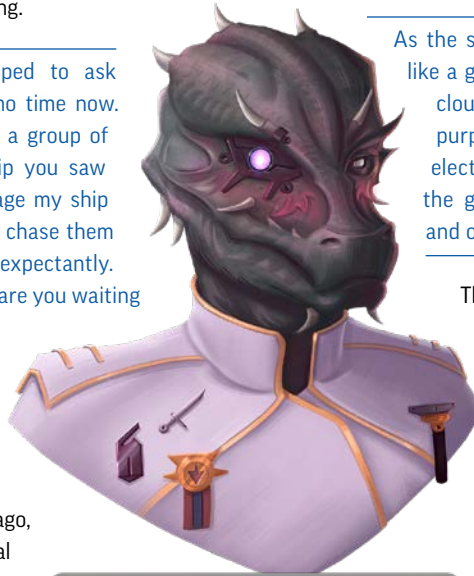 ng.
ped to ask
no time now.
a group of
ip you saw
age my ship
chase them
expectantly.
are you waiting
ago,
al
As the s
like a g
clou
purp
elect
the g
and o
Th